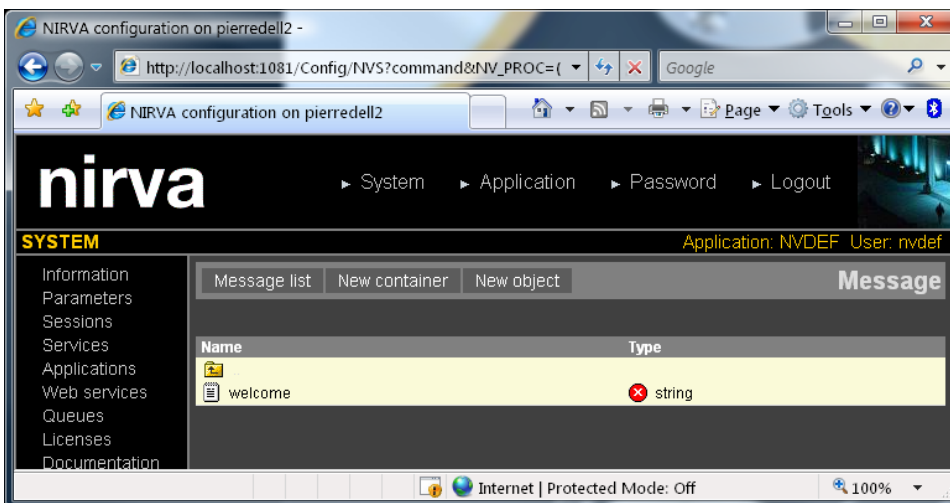 NIRVA configuration on pierredell2 -
http://localhost:1081/Config/NVS?command&NV_PROC=(
Google
NIRVA configuration on pierredell2
Page
Tools
nirva
System
Application
Password
Logout
SYSTEM
Application: NVDEF User: nvdef
Information
Parameters
Sessions
Services
Applications
Web services
Queues
Licenses
Documentation
Message list
New container
New object
Message
Name
Type
..
welcome
string
Internet | Protected Mode: Off
100%